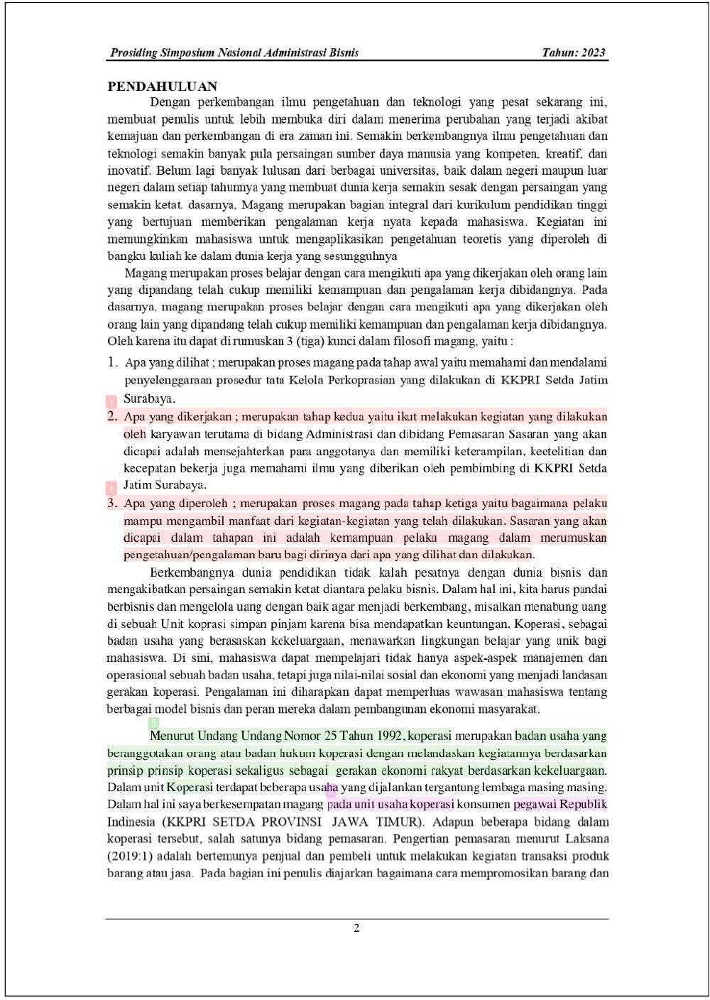 Prosiding Simposium Nasional Administrasi Bisnis Tahun: 2023
PENDAHULUAN
Dengan perkembangan ilmu pengetahuan dan teknologi yang pesat sekarang ini,
membuat penulis untuk lebih membuka diri dalam menerima perubahan yang terjadi akibat
kemajuan dan perkembangan di era zaman ini. Semakin berkembangnya ilmu pengetahuan dan
teknologi semakin banyak pula persaingan sumber daya manusia yang kompeten, kreatif, dan
inovatif. Belum lagi banyak lulusan dari berbagai universitas, baik dalam negeri maupun luar
negeri dalam setiap tahunnya yang membuat dunia kerja semakin sesak dengan persaingan yang
semakin ketat. dasarnya, Magang merupakan bagian integral dari kurikulum pendidikan tinggi
yang bertujuan memberikan pengalaman kerja nyata kepada mahasiswa. Kegiatan ini
memungkinkan mahasiswa untuk mengaplikasikan pengetahuan teoretis yang diperoleh di
bangku kuliah ke dalam dunia kerja yang sesungguhnya
Magang merupakan proses belajar dengan cara mengikuti apa yang dikerjakan oleh orang lain
yang dipandang telah cukup memiliki kemampuan dan pengalaman kerja dibidangnya. Pada
dasarnya, magang merupakan proses belajar dengan cara mengikuti apa yang dikerjakan oleh
orang lain yang dipandang telah cukup memiliki kemampuan dan pengalaman kerja dibidangnya.
Oleh karena itu dapat di rumuskan 3 (tiga) kunci dalam filosofi magang, yaitu :
1. Apa yang dilihat ; merupakan proses magang pada tahap awal yaitu memahami dan mendalami
penyelenggaraan prosedur tata Kelola Perkoprasian yang dilakukan di KKPRI Setda Jatim
1 Surabaya.
2. Apa yang dikerjakan ; merupakan tahap kedua yaitu ikut melakukan kegiatan yang dilakukan
oleh karyawan terutama di bidang Administrasi dan dibidang Pemasaran Sasaran yang akan
dicapai adalah mensejahterkan para anggotanya dan memiliki keterampilan, keetelitian dan
kecepatan bekerja juga memahami ilmu yang diberikan oleh pembimbing di KKPRI Setda
1 Jatim Surabaya.
3. Apa yang diperoleh ; merupakan proses magang pada tahap ketiga yaitu bagaimana pelaku
mampu mengambil manfaat dari kegiatan-kegiatan yang telah dilakukan. Sasaran yang akan
dicapai dalam tahapan ini adalah kemampuan pelaku magang dalam merumuskan
pengetahuan/pengalaman baru bagi dirinya dari apa yang dilihat dan dilakukan.
Berkembangnya dunia pendidikan tidak kalah pesatnya dengan dunia bisnis dan
mengakibatkan persaingan semakin ketat diantara pelaku bisnis. Dalam hal ini, kita harus pandai
berbisnis dan mengelola uang dengan baik agar menjadi berkembang, misalkan menabung uang
di sebuah Unit koprasi simpan pinjam karena bisa mendapatkan keuntungan. Koperasi, sebagai
badan usaha yang berasaskan kekeluargaan, menawarkan lingkungan belajar yang unik bagi
mahasiswa. Di sini, mahasiswa dapat mempelajari tidak hanya aspek-aspek manajemen dan
operasional sebuah badan usaha, tetapi juga nilai-nilai sosial dan ekonomi yang menjadi landasan
gerakan koperasi. Pengalaman ini diharapkan dapat memperluas wawasan mahasiswa tentang
berbagai model bisnis dan peran mereka dalam pembangunan ekonomi masyarakat.
5
Menurut Undang Undang Nomor 25 Tahun 1992, koperasi merupakan badan usaha yang
beranggotakan orang atau badan hukum koperasi dengan melandaskan kegiatannya berdasarkan
prinsip prinsip koperasi sekaligus sebagai gerakan ekonomi rakyat berdasarkan kekeluargaan.
Dalam unit Koperasi terdapat beberapa usaha yang dijalankan tergantung lembaga masing masing.
Dalam hal ini saya berkesempatan magang pada unit usaha koperasi konsumen pegawai Republik
Indinesia (KKPRI SETDA PROVINSI JAWA TIMUR). Adapun beberapa bidang dalam
koperasi tersebut, salah satunya bidang pemasaran. Pengertian pemasaran menurut Laksana
(2019:1) adalah bertemunya penjual dan pembeli untuk melakukan kegiatan transaksi produk
barang atau jasa. Pada bagian ini penulis diajarkan bagaimana cara mempromosikan barang dan
2